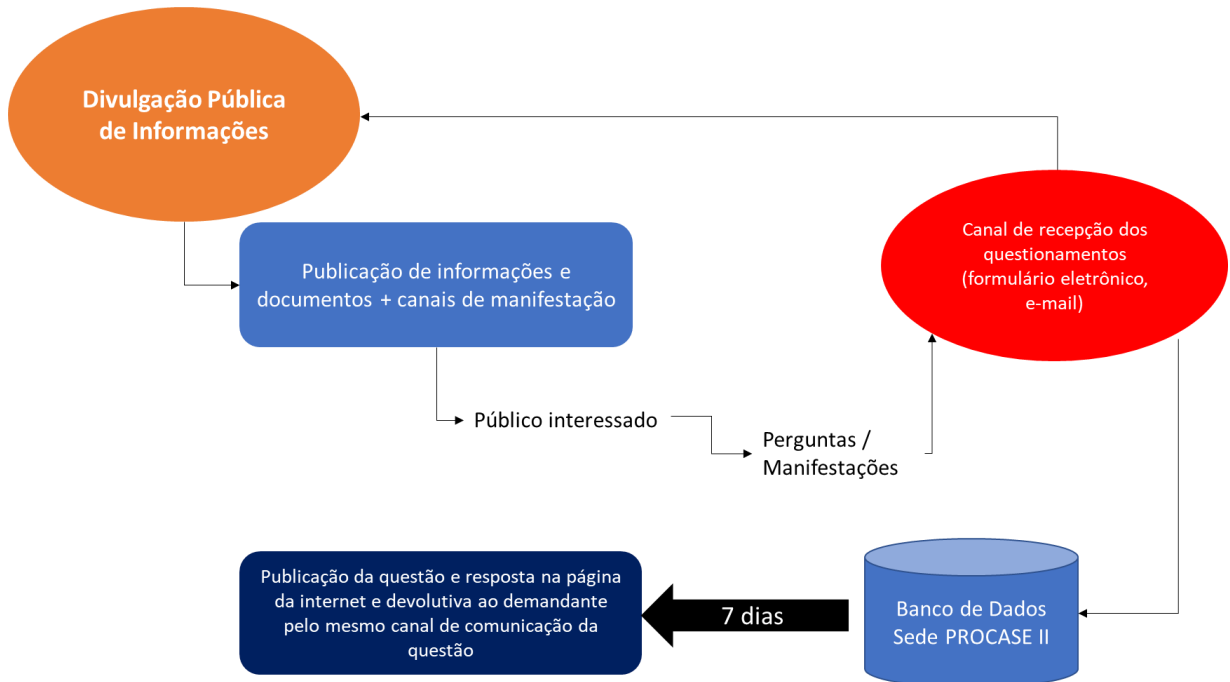 Divulgação Pública
de Informações
Publicação de informações e
documentos + canais de manifestação
Canal de recepção dos
questionamentos
(formulário eletrônico,
e-mail)
Público interessado
Perguntas /
Manifestações
Publicação da questão e resposta na página
da internet e devolutiva ao demandante
pelo mesmo canal de comunicação da
questão
7 dias
Banco de Dados
Sede PROCASE II